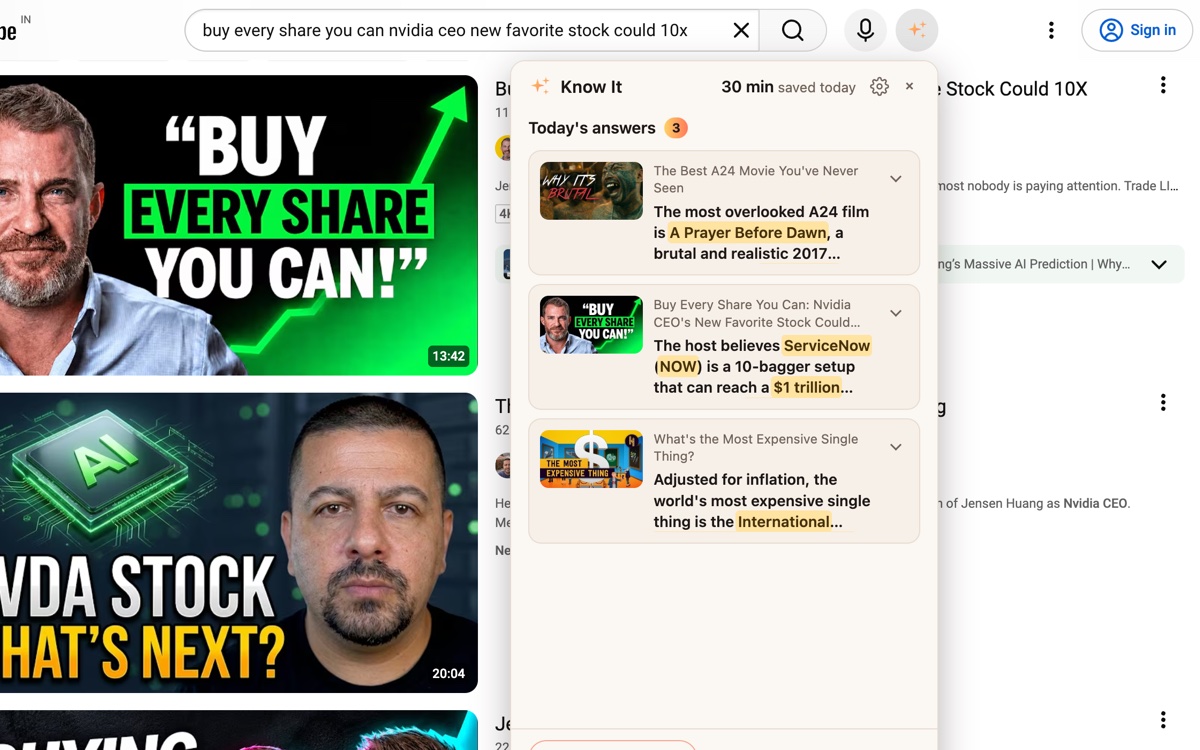 IN
buy every share you can nvidia ceo new favorite stock could 10x
Sign in
“BUY
EVERY SHARE
YOU CAN!”
13:42
e Stock Could 10X
most nobody is paying attention. Trade LI...
ng’s Massive AI Prediction | Why...
Know It
30 min saved today
×
Today's answers 3
WHY IT'S
BRUTAL
The Best A24 Movie You've Never
Seen
The most overlooked A24 film
is A Prayer Before Dawn, a
brutal and realistic 2017...
“BUY
EVERY SHARE
YOU CAN!”
Buy Every Share You Can: Nvidia
CEO's New Favorite Stock Could...
The host believes ServiceNow
(NOW) is a 10-bagger setup
that can reach a $1 trillion...
$
THE MOST
EXPENSIVE THING
What's the Most Expensive Single
Thing?
Adjusted for inflation, the
world's most expensive single
thing is the International...
AI
VDA STOCK
HAT’S NEXT?
20:04
62
g
n of Jensen Huang as Nvidia CEO.
Ne
Je
22